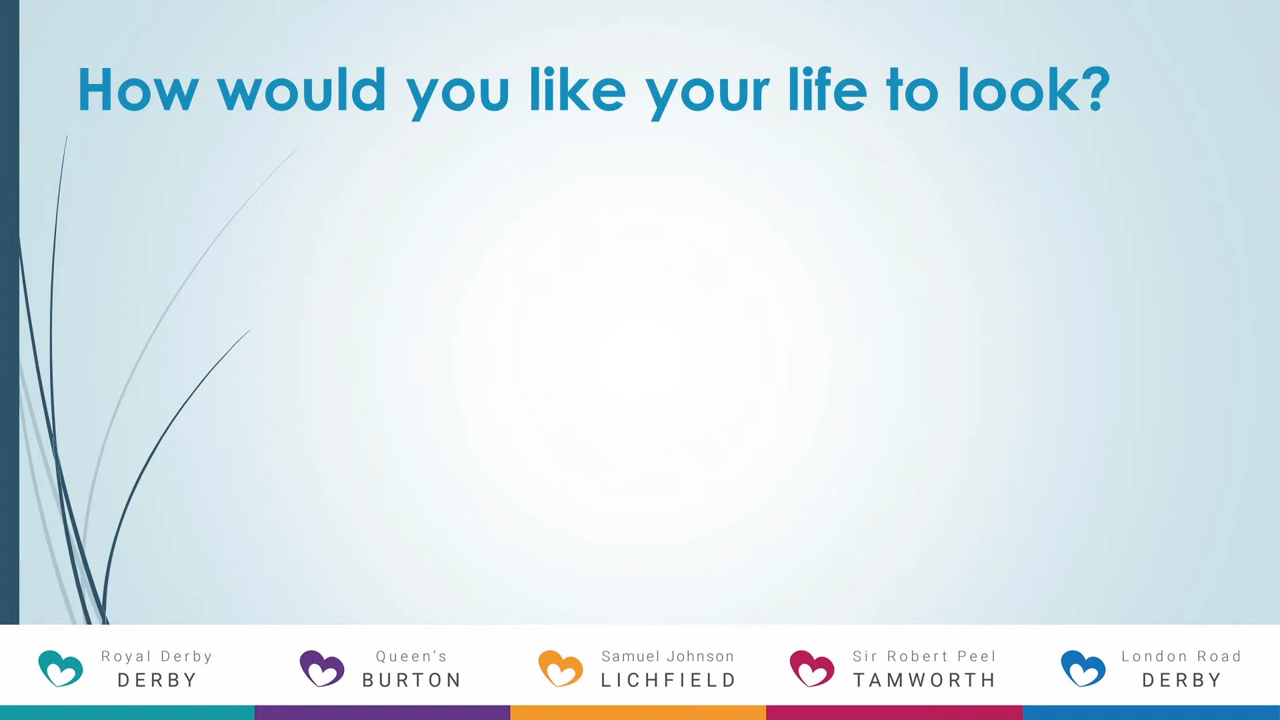 How would you like your life to look?
Royal Derby
DERBY
Queen's
BURTON
Samuel Johnson
LICHFIELD
Sir Robert Peel
TAMWORTH
London Road
DERBY